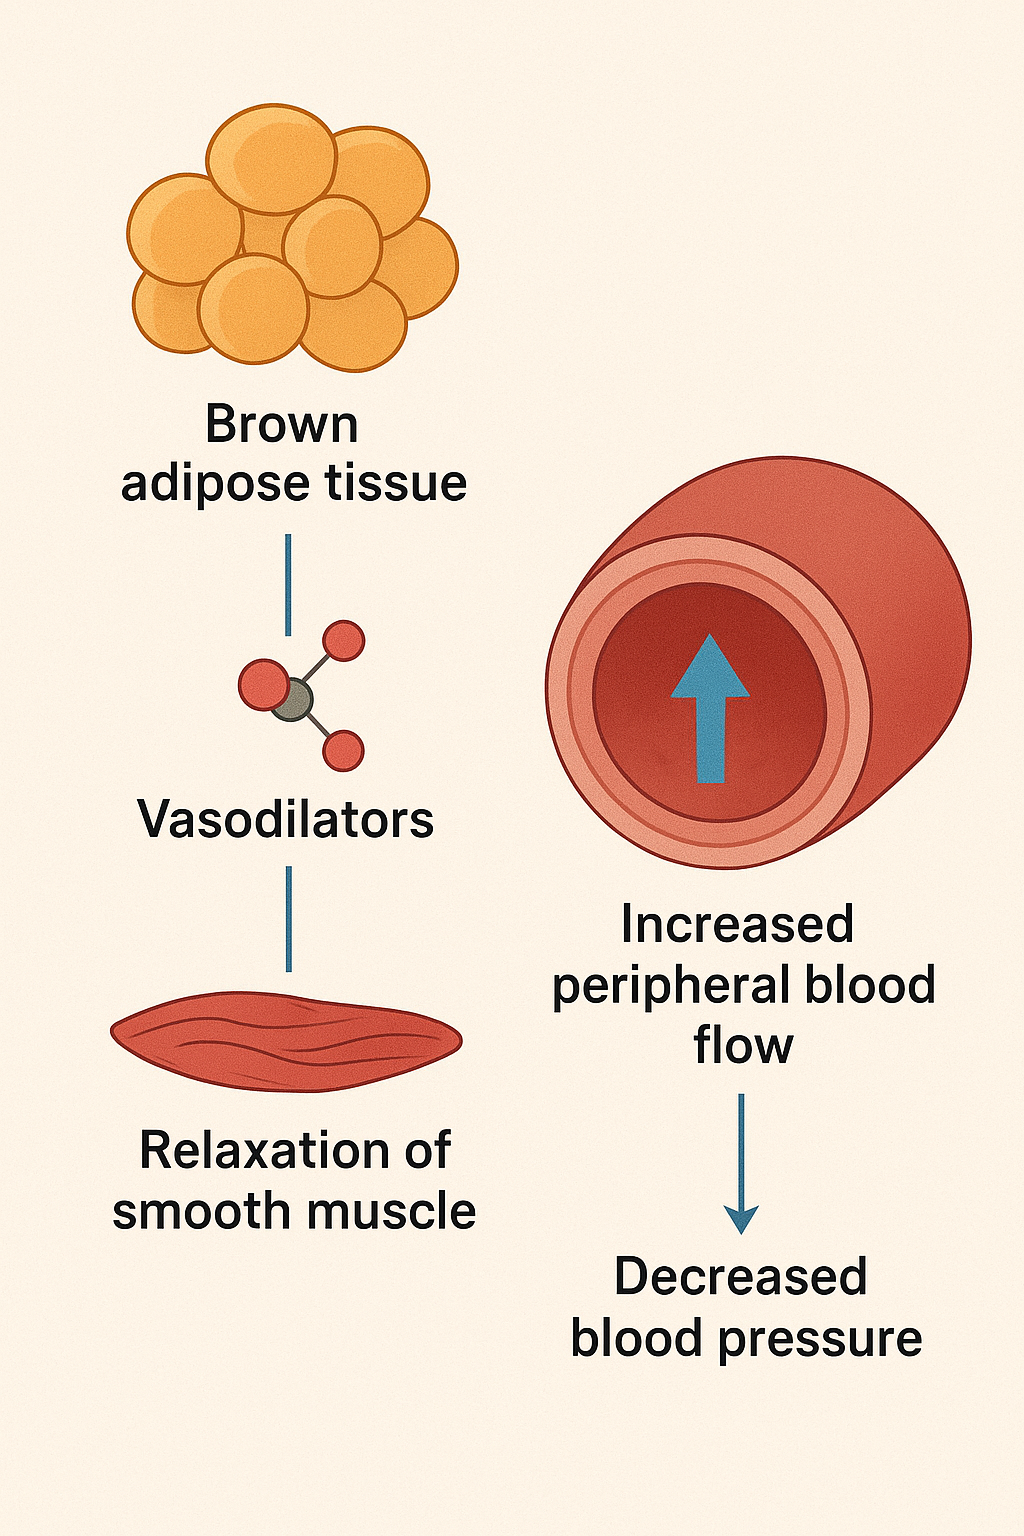 Brown
adipose tissue
Vasodilators
Relaxation of
smooth muscle
Increased
peripheral blood
flow
Decreased
blood pressure